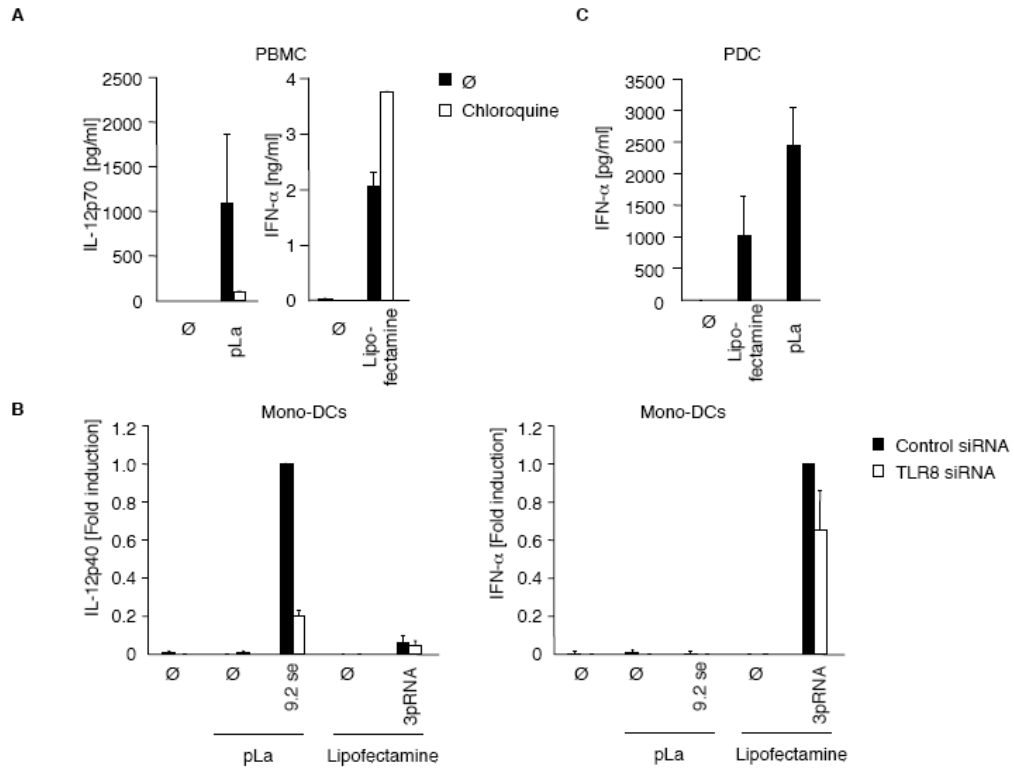 A
PBMC
IL-12p70 [pg/ml]
2500
2000
1500
1000
500
0
Ø
pLa
IFN-α [ng/ml]
4
3
2
1
0
Ø
Lipo-
fectamine
Ø
Chloroquine
C
PDC
IFN-α [pg/ml]
3500
3000
2500
2000
1500
1000
500
0
Ø
Lipo-
fectamine
pLa
B
Mono-DCs
IL-12p40 [Fold induction]
1.2
1.0
0.8
0.6
0.4
0.2
0
Ø
Ø
9.2 se
Ø
3pRNA
pLa
Lipofectamine
Mono-DCs
IFN-α [Fold induction]
1.2
1.0
0.8
0.6
0.4
0.2
0
Ø
Ø
9.2 se
Ø
3pRNA
pLa
Lipofectamine
Control siRNA
TLR8 siRNA